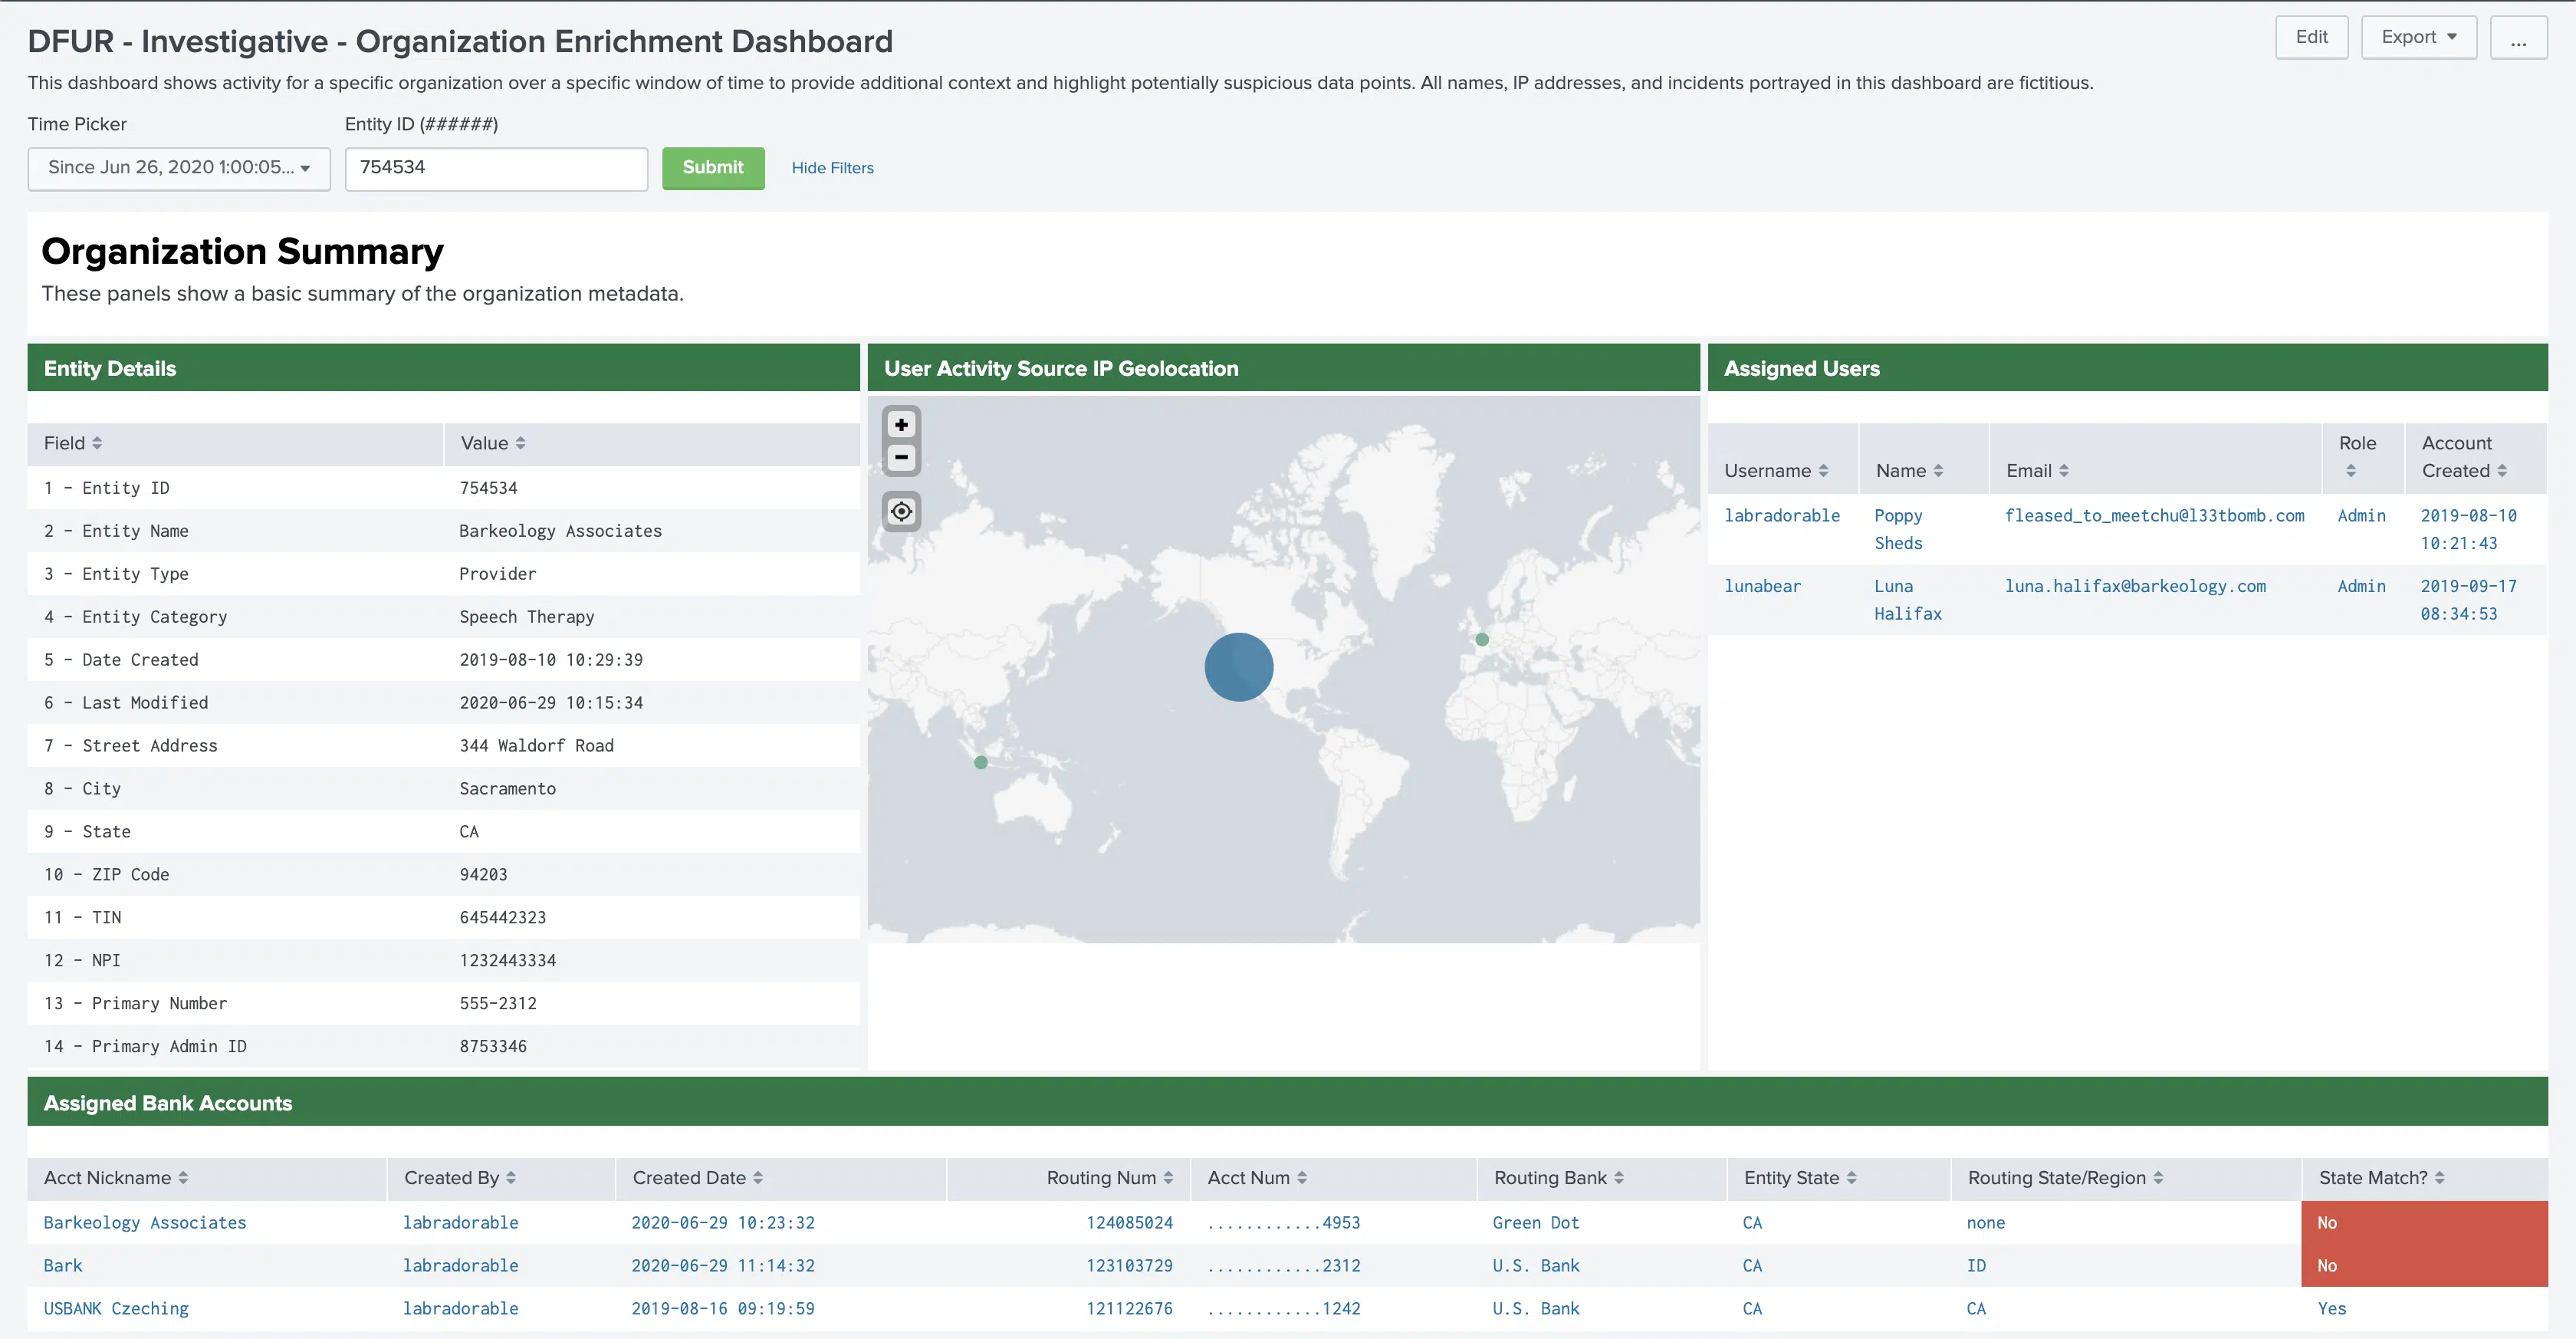 DFUR - Investigative - Organization Enrichment Dashboard
Edit
Export
...
This dashboard shows activity for a specific organization over a specific window of time to provide additional context and highlight potentially suspicious data points. All names, IP addresses, and incidents portrayed in this dashboard are fictitious.
Time Picker
Entity ID (######)
Since Jun 26, 2020 1:00:05...
754534
Submit
Hide Filters
Organization Summary
These panels show a basic summary of the organization metadata.
Entity Details
Field Value
1 - Entity ID 754534
2 - Entity Name Barkeology Associates
3 - Entity Type Provider
4 - Entity Category Speech Therapy
5 - Date Created 2019-08-10 10:29:39
6 - Last Modified 2020-06-29 10:15:34
7 - Street Address 344 Waldorf Road
8 - City Sacramento
9 - State CA
10 - ZIP Code 94203
11 - TIN 645442323
12 - NPI 1232443334
13 - Primary Number 555-2312
14 - Primary Admin ID 8753346
User Activity Source IP Geolocation
+
-
Assigned Users
Username Name Email Role Account Created
labradorable Poppy Sheds fleased_to_meetchu@l33tbomb.com Admin 2019-08-10 10:21:43
lunabear Luna Halifax luna.halifax@barkeology.com Admin 2019-09-17 08:34:53
Assigned Bank Accounts
Acct Nickname Created By Created Date Routing Num Acct Num Routing Bank Entity State Routing State/Region State Match?
Barkeology Associates labradorable 2020-06-29 10:23:32 124085024 ............4953 Green Dot CA none No
Bark labradorable 2020-06-29 11:14:32 123103729 ............2312 U.S. Bank CA ID No
USBANK Czeching labradorable 2019-08-16 09:19:59 121122676 ............1242 U.S. Bank CA CA Yes